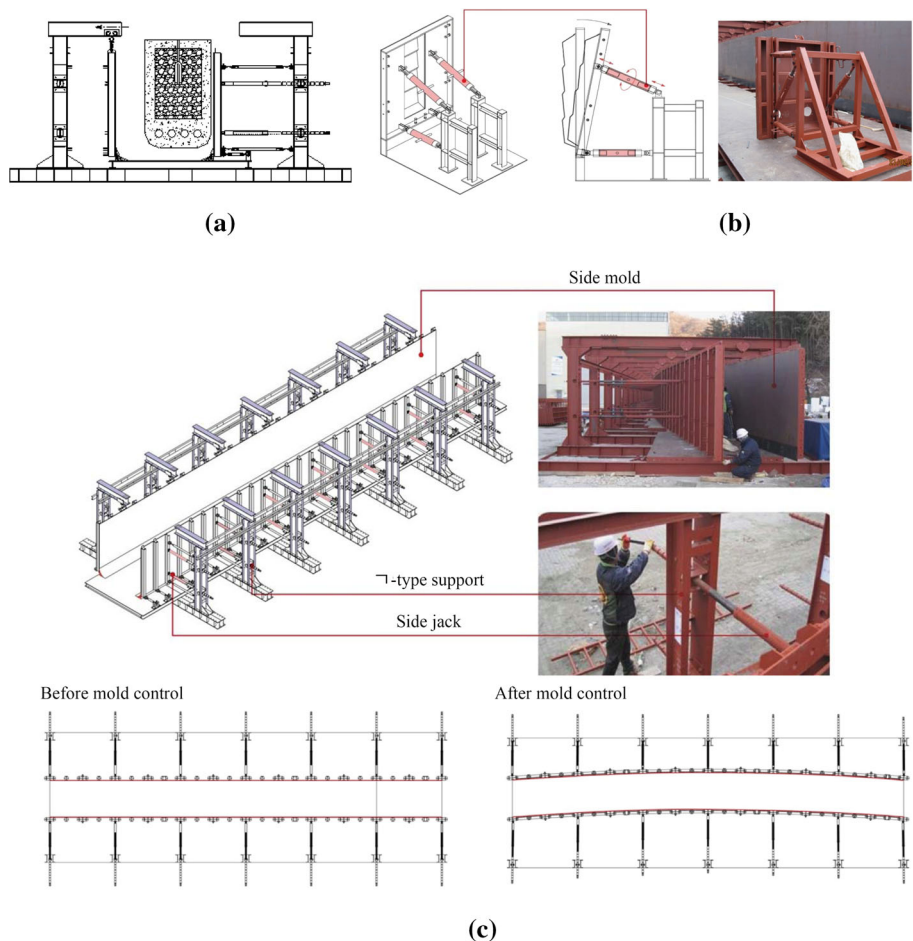 (a)
(b)
Side mold
ㄱ-type support
Side jack
Before mold control
After mold control
(c)